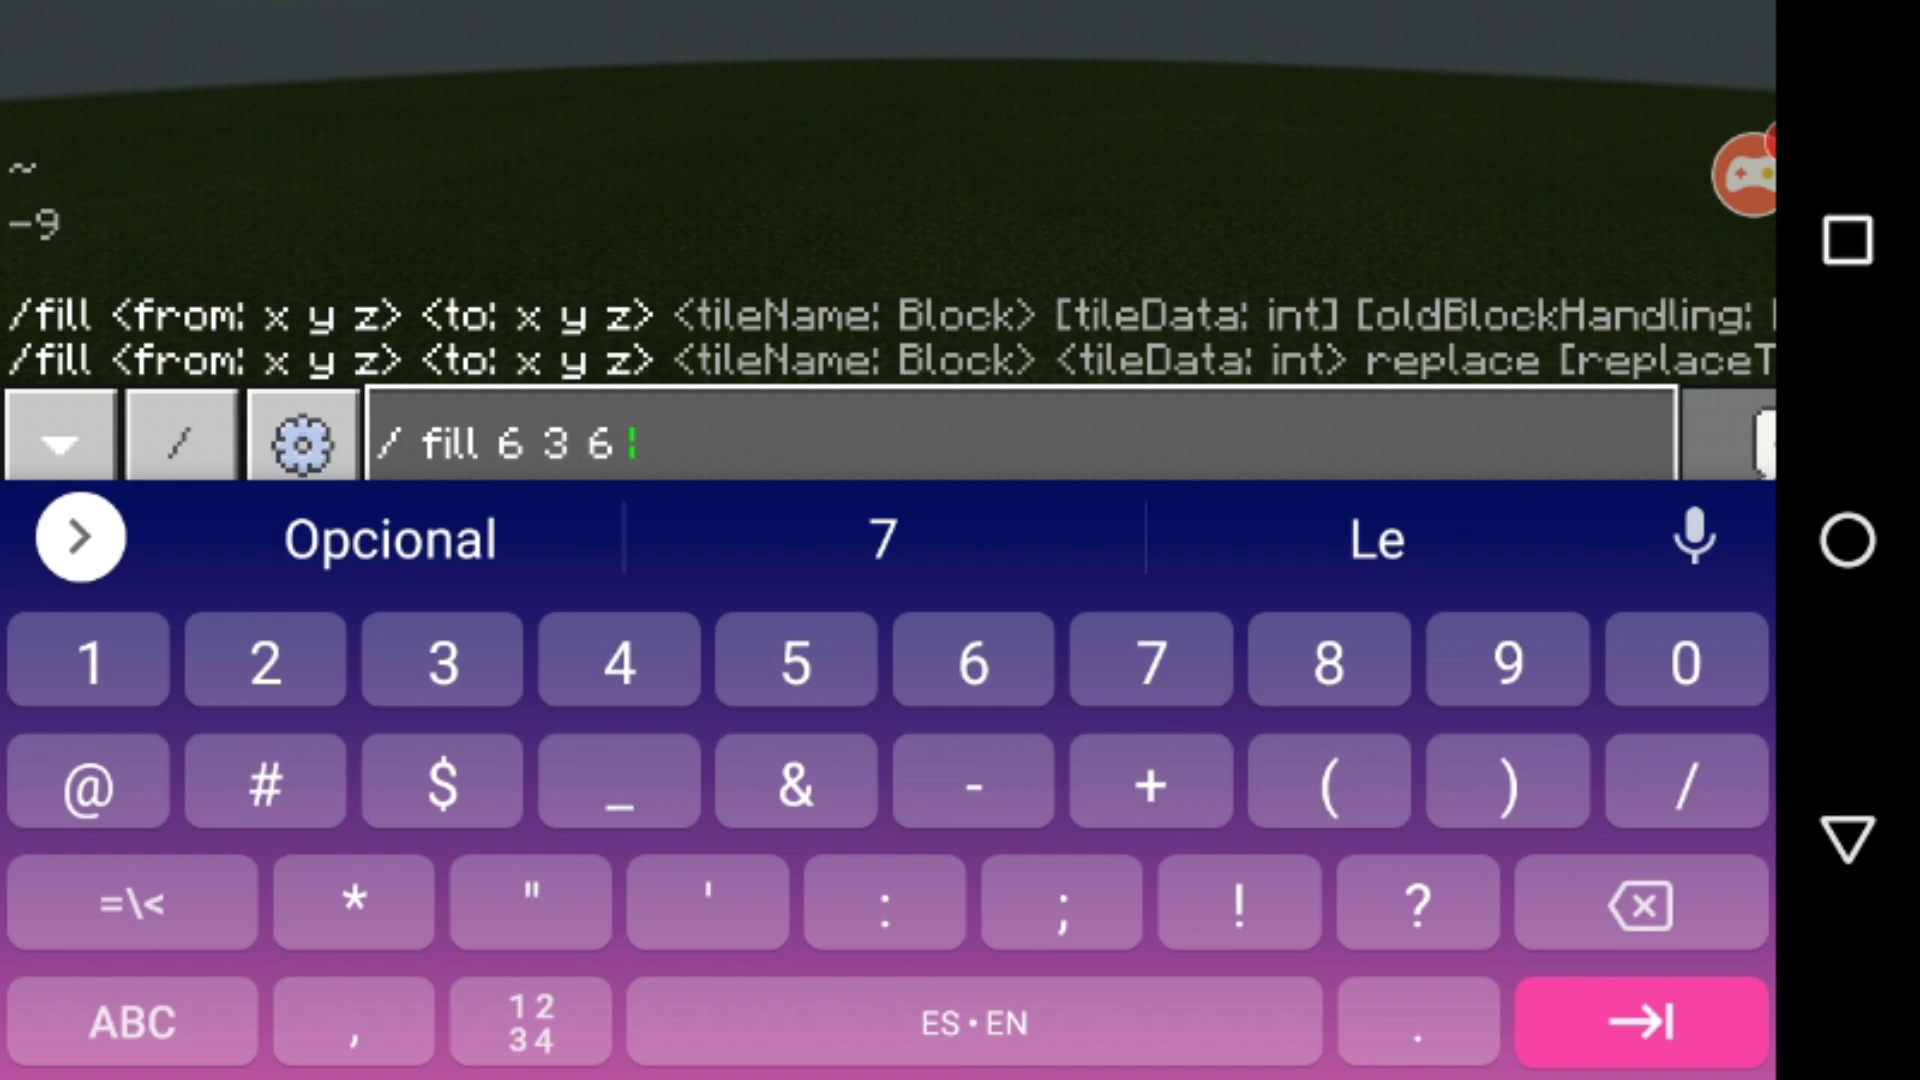 ~
-9
/fill <from: x y z> <to: x y z> <tileName: Block> [tileData: int] [oldBlockHandling:
/fill <from: x y z> <to: x y z> <tileName: Block> <tileData: int> replace [replaceT
/
/ fill 6 3 6
Opcional 7 Le
1 2 3 4 5 6 7 8 9 0
@ # $ _ & - + ( ) /
=\< * " ' : ; ! ?
ABC , 12 34 ES • EN .